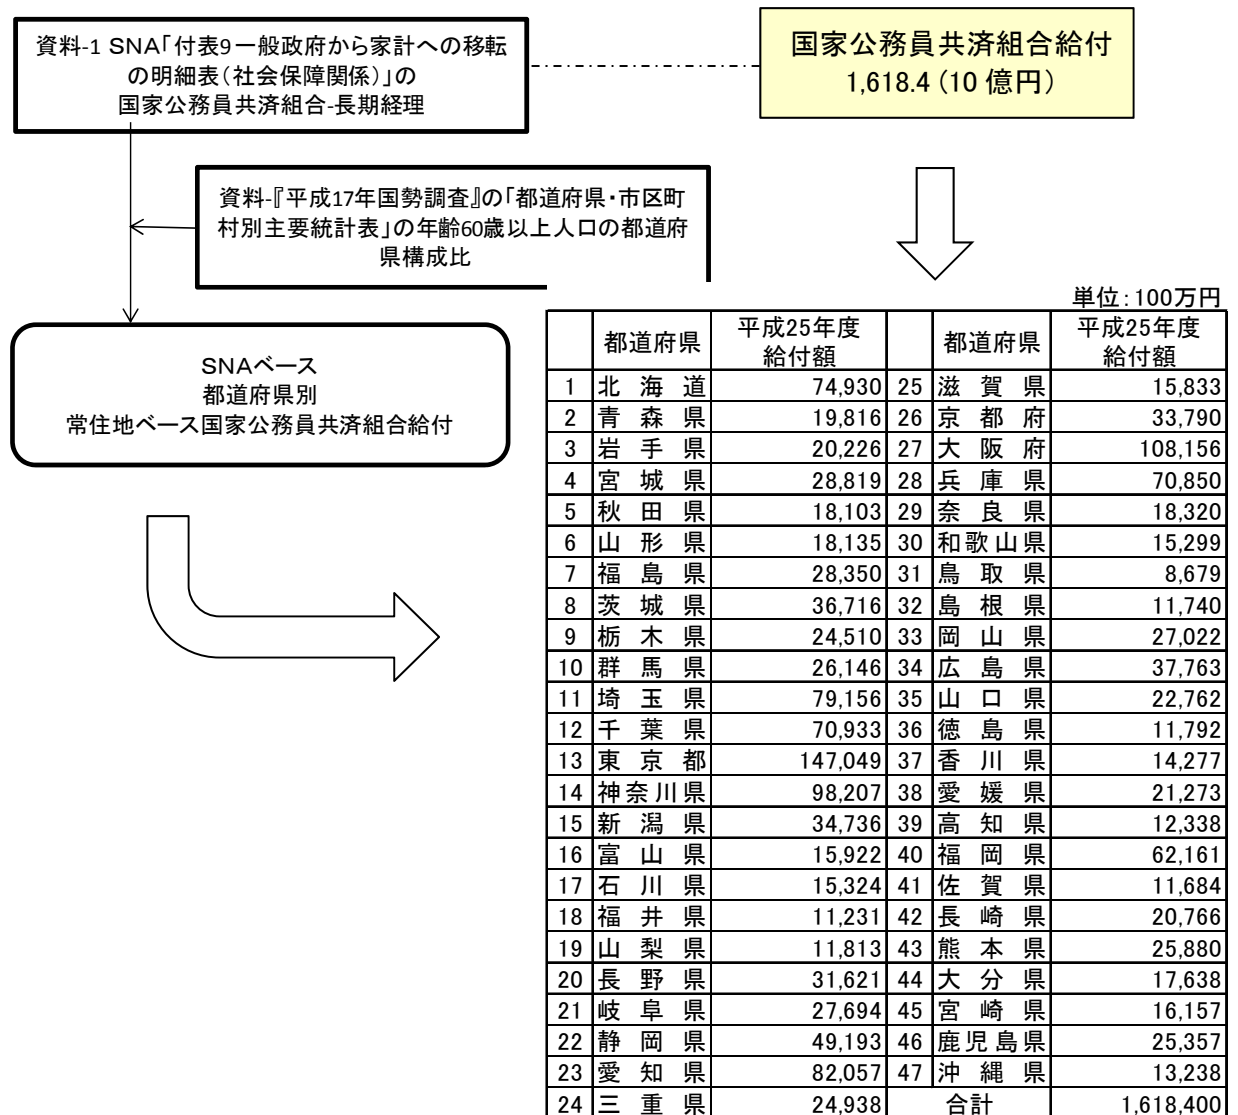 資料-1 SNA「付表9一般政府から家計への移転
の明細表（社会保障関係）」の
国家公務員共済組合-長期経理
国家公務員共済組合給付
1,618.4（10 億円）
資料-『平成17年国勢調査』の「都道府県・市区町
村別主要統計表」の年齢60歳以上人口の都道府
県構成比
SNAベース
都道府県別
常住地ベース国家公務員共済組合給付
単位：100万円
都道府県 平成25年度 給付額 都道府県 平成25年度 給付額
1 北海道 74,930 25 滋賀県 15,833
2 青森県 19,816 26 京都府 33,790
3 岩手県 20,226 27 大阪府 108,156
4 宮城県 28,819 28 兵庫県 70,850
5 秋田県 18,103 29 奈良県 18,320
6 山形県 18,135 30 和歌山県 15,299
7 福島県 28,350 31 鳥取県 8,679
8 茨城県 36,716 32 島根県 11,740
9 栃木県 24,510 33 岡山県 27,022
10 群馬県 26,146 34 広島県 37,763
11 埼玉県 79,156 35 山口県 22,762
12 千葉県 70,933 36 徳島県 11,792
13 東京都 147,049 37 香川県 14,277
14 神奈川県 98,207 38 愛媛県 21,273
15 新潟県 34,736 39 高知県 12,338
16 富山県 15,922 40 福岡県 62,161
17 石川県 15,324 41 佐賀県 11,684
18 福井県 11,231 42 長崎県 20,766
19 山梨県 11,813 43 熊本県 25,880
20 長野県 31,621 44 大分県 17,638
21 岐阜県 27,694 45 宮崎県 16,157
22 静岡県 49,193 46 鹿児島県 25,357
23 愛知県 82,057 47 沖縄県 13,238
24 三重県 24,938 合計 1,618,400